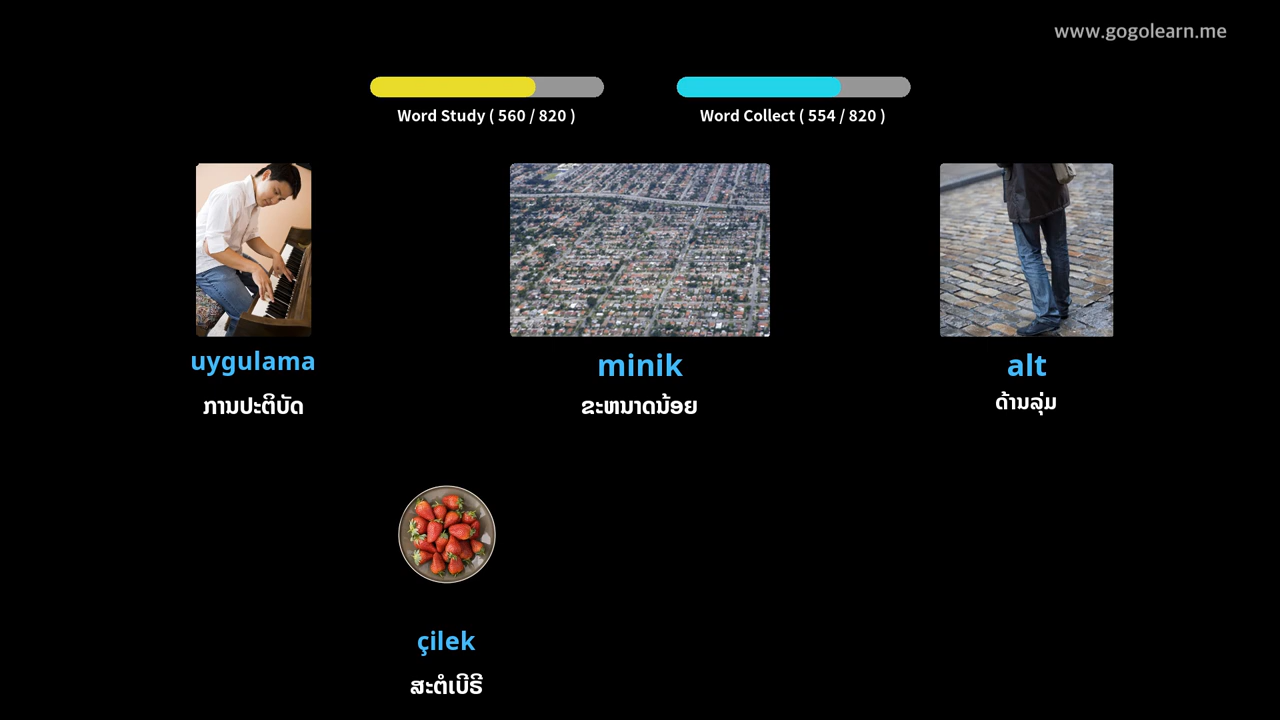 www.gogolearn.me
Word Study ( 560 / 820 )
Word Collect ( 554 / 820 )
uygulama
ການປະຕິບັດ
minik
ຂະຫນາດນ້ອຍ
alt
ດ້ານລຸ່ມ
çilek
ສະຕໍເບີຣີ